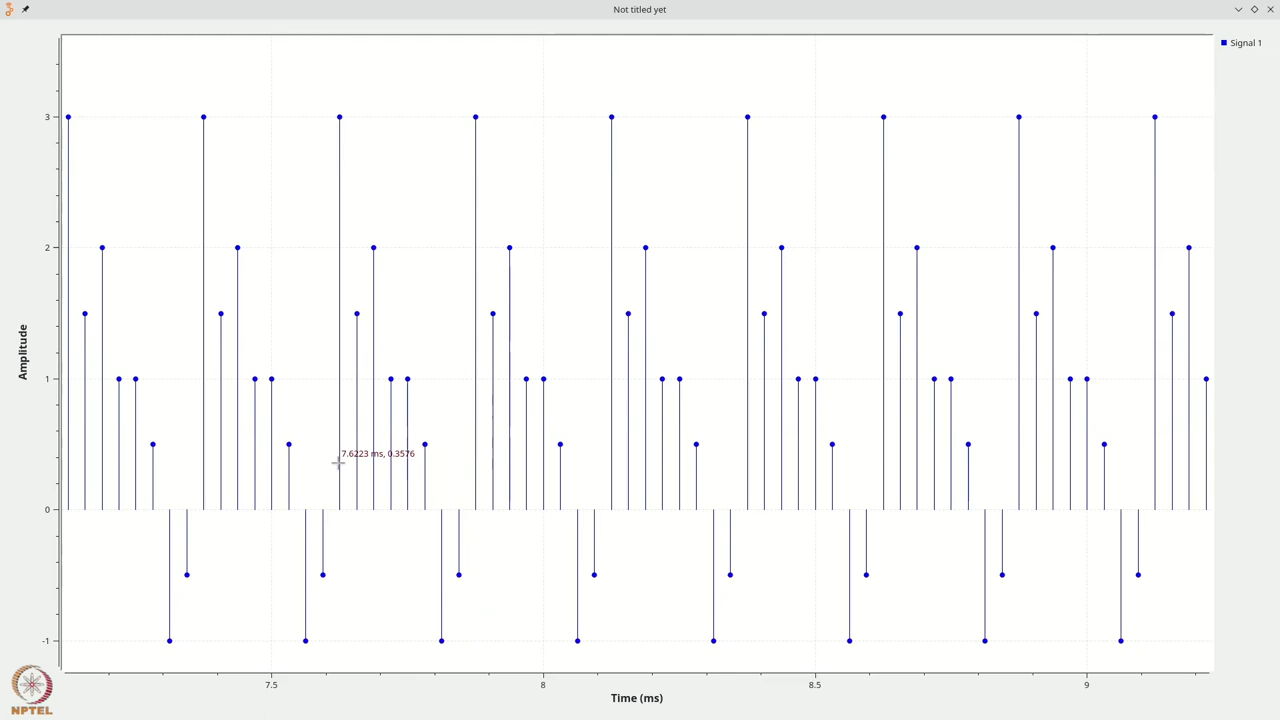 Not titled yet
Signal 1
3
2
1
0
-1
Amplitude
7.6223 ms, 0.3576
7.5
8
8.5
9
Time (ms)
NPTEL